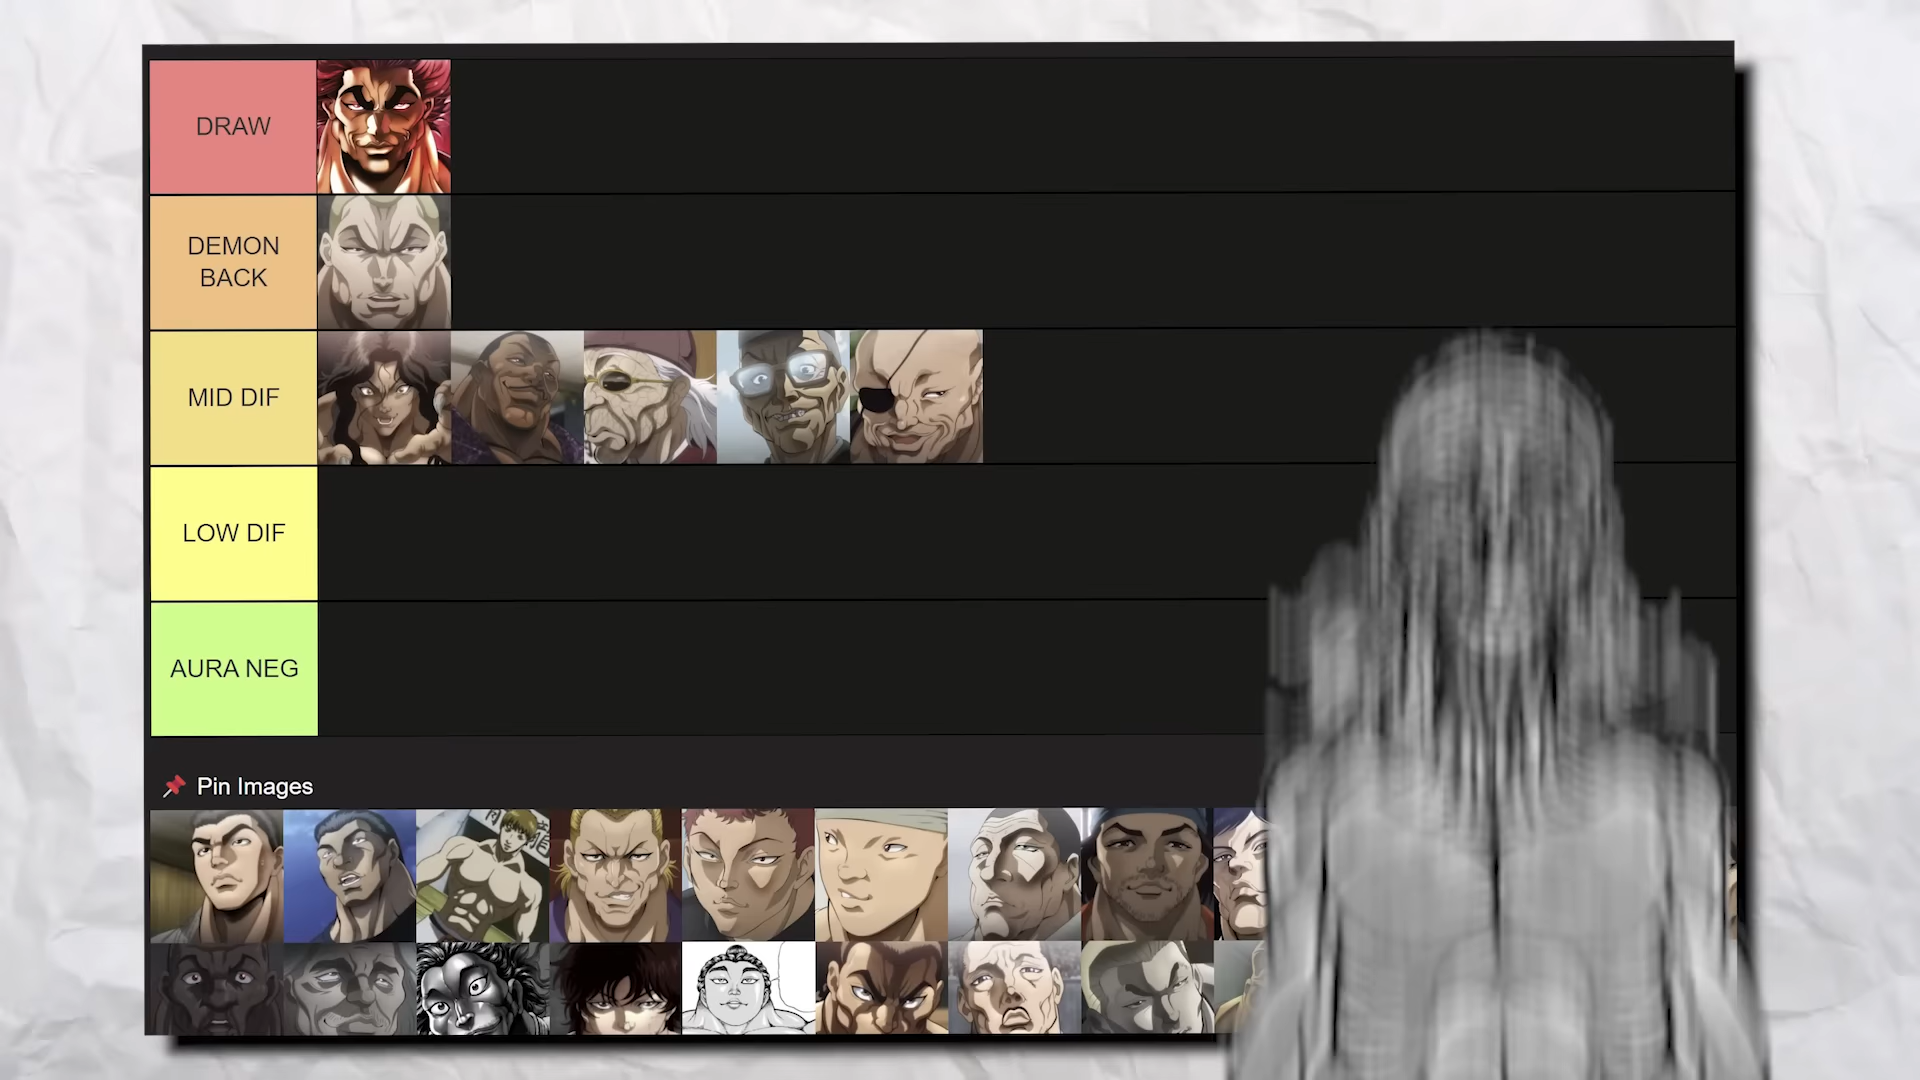 DRAW
DEMON
BACK
MID DIF
LOW DIF
AURA NEG
Pin Images